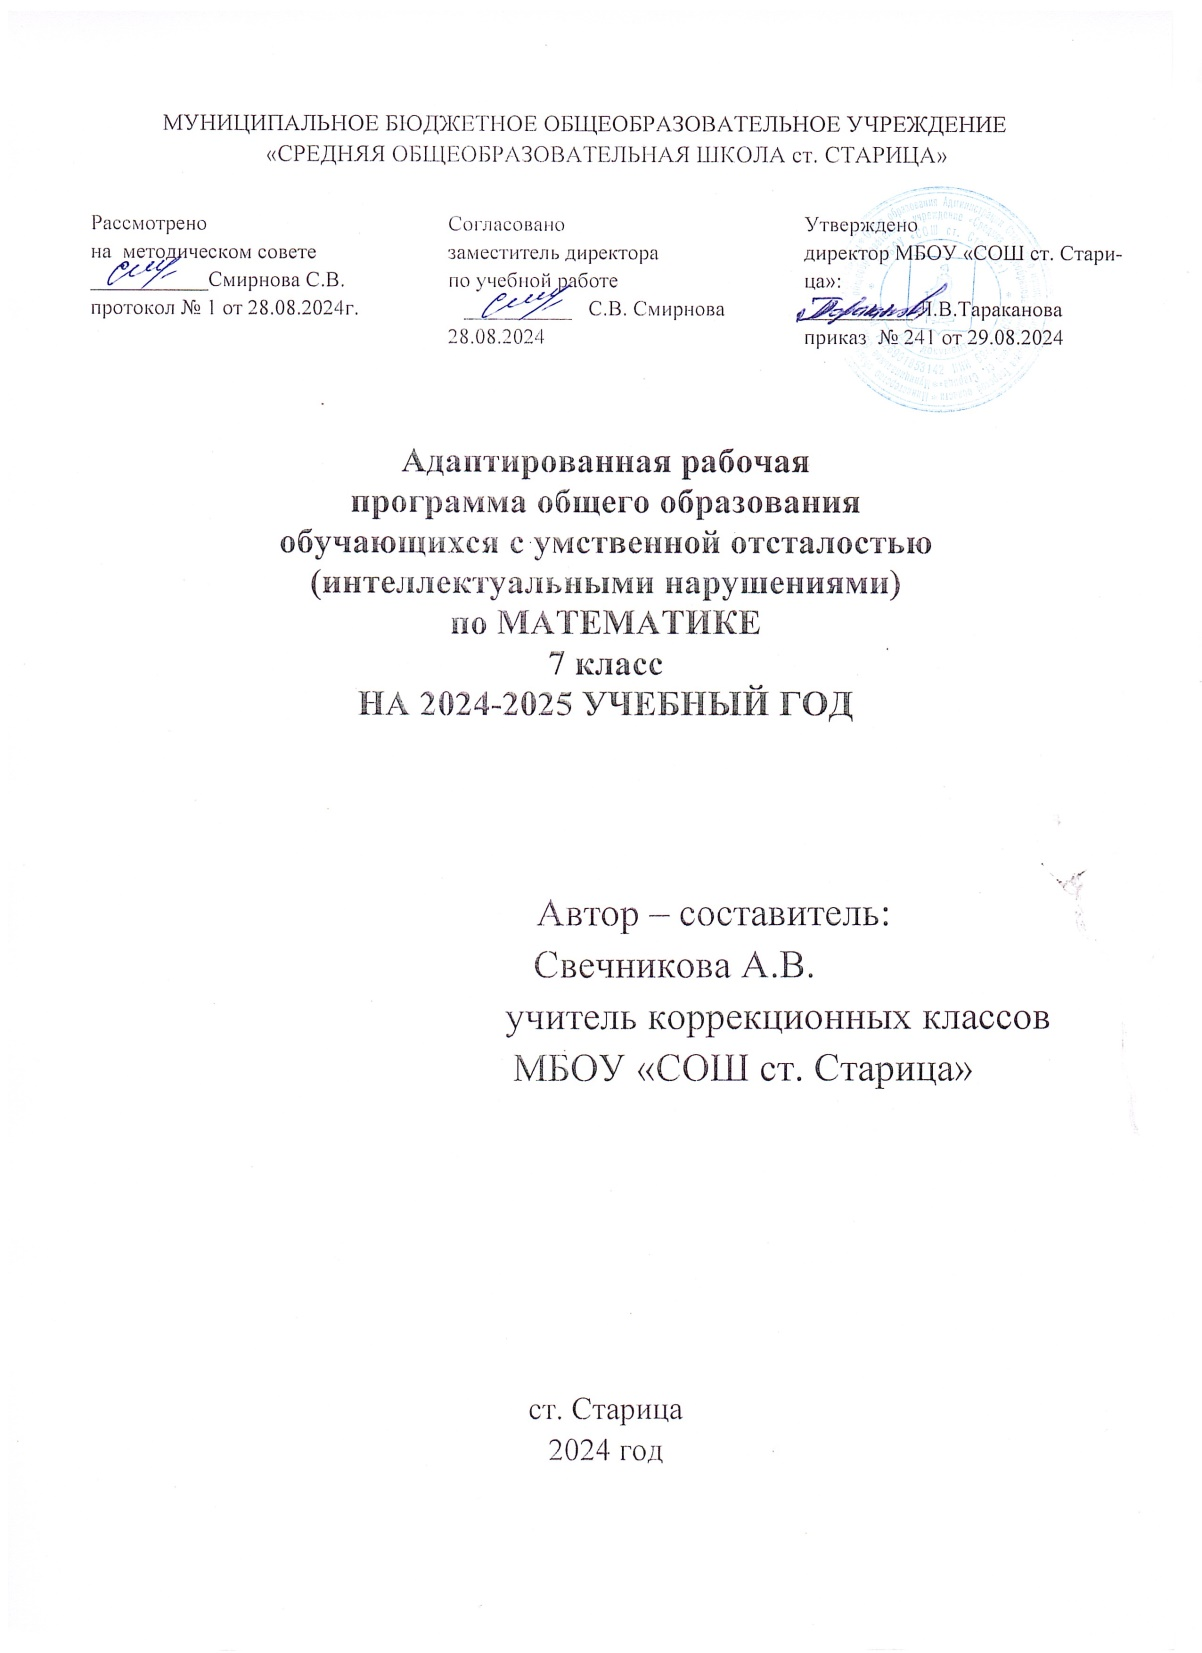 МУНИЦИПАЛЬНОЕ БЮДЖЕТНОЕ ОБЩЕОБРАЗОВАТЕЛЬНОЕ УЧРЕЖДЕНИЕ
«СРЕДНЯЯ ОБЩЕОБРАЗОВАТЕЛЬНАЯ ШКОЛА ст. СТАРИЦА»
Рассмотрено
на методическом совете
___________Смирнова С.В.
протокол № 1 от 28.08.2024г.
Согласовано
заместитель директора
по учебной работе
__________ С.В. Смирнова
28.08.2024
Утверждено
директор МБОУ «СОШ ст. Стари-
ца»:
Л.В.Тараканова
приказ № 241 от 29.08.2024
Адаптированная рабочая
программа общего образования
обучающихся с умственной отсталостью
(интеллектуальными нарушениями)
по МАТЕМАТИКЕ
7 класс
НА 2024-2025 УЧЕБНЫЙ ГОД
Автор – составитель:
Свечникова А.В.
учитель коррекционных классов
МБОУ «СОШ ст. Старица»
ст. Старица
2024 год